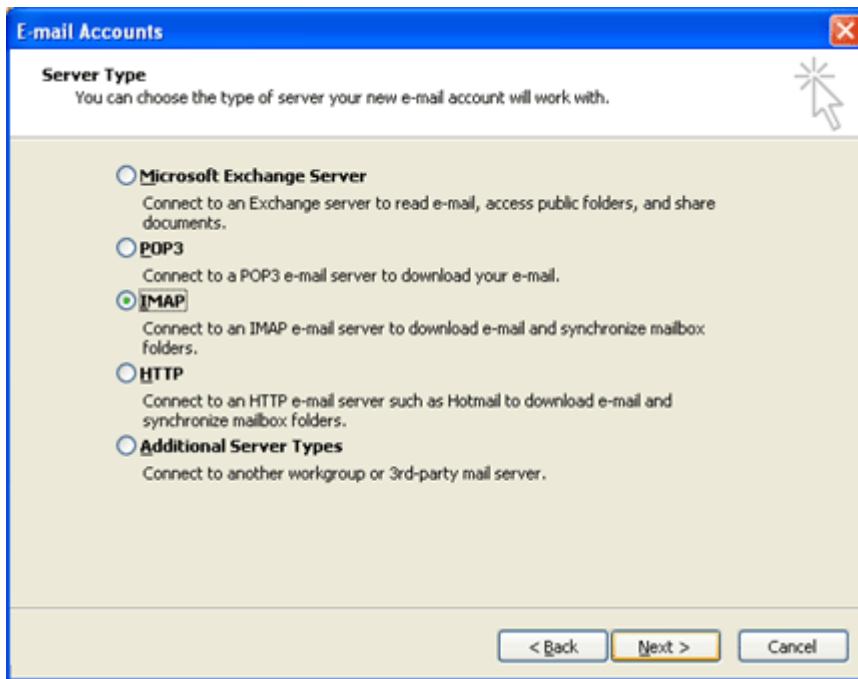 E-mail Accounts
Server Type
You can choose the type of server your new e-mail account will work with.
Microsoft Exchange Server
Connect to an Exchange server to read e-mail, access public folders, and share
documents.
POP3
Connect to a POP3 e-mail server to download your e-mail.
IMAP
Connect to an IMAP e-mail server to download e-mail and synchronize mailbox
folders.
HTTP
Connect to an HTTP e-mail server such as Hotmail to download e-mail and
synchronize mailbox folders.
Additional Server Types
Connect to another workgroup or 3rd-party mail server.
< Back Next > Cancel